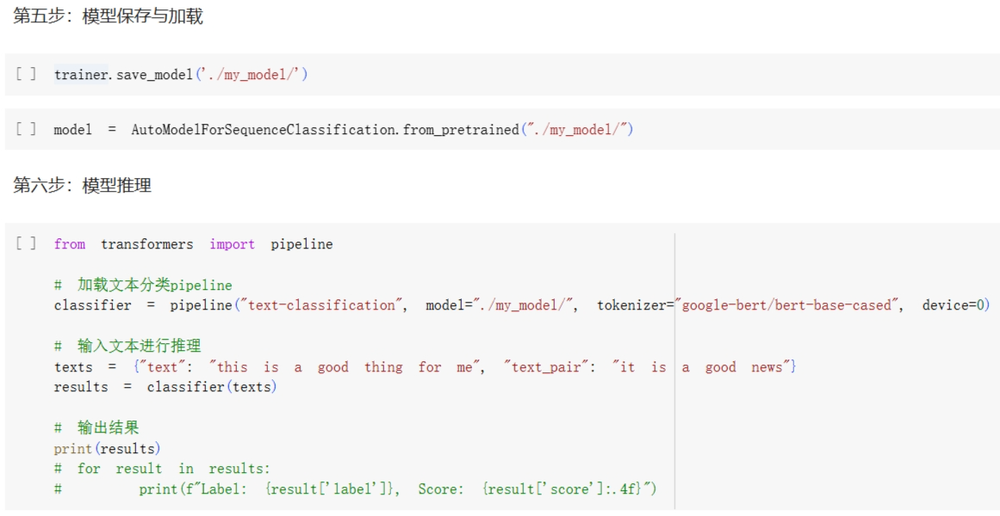 第五步：模型保存与加载
[ ] trainer.save_model('./my_model/')
[ ] model = AutoModelForSequenceClassification.from_pretrained("./my_model/")
第六步：模型推理
[ ] from transformers import pipeline
# 加载文本分类pipeline
classifier = pipeline("text-classification", model="./my_model/", tokenizer="google-bert/bert-base-cased", device=0)
# 输入文本进行推理
texts = {"text": "this is a good thing for me", "text_pair": "it is a good news"}
results = classifier(texts)
# 输出结果
print(results)
# for result in results:
#     print(f"Label: {result['label']}, Score: {result['score']:.4f}")